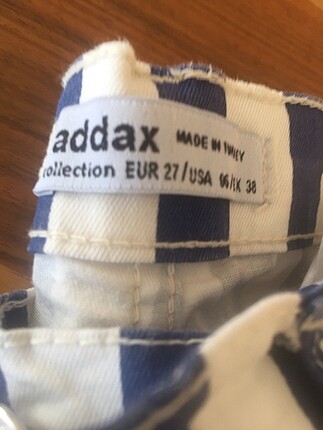 addax MADE IN TURKEY
collection EUR 27/USA 06/UK 38